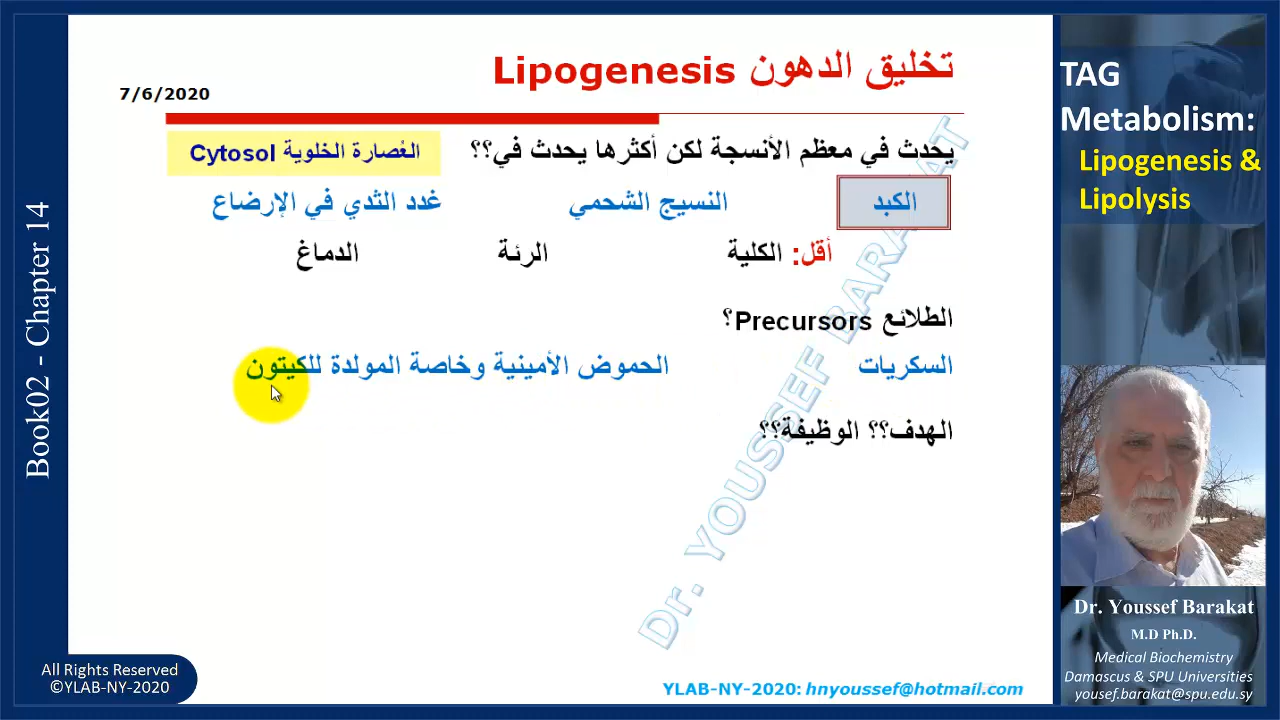 تخليق الدهون Lipogenesis
7/6/2020
يحدث في معظم الأنسجة لكن أكثرها يحدث في؟؟
العُصارة الخلوية Cytosol
الكبد النسيج الشحمي غدد الثدي في الإرضاع
أقل: الكلية الرئة الدماغ
الطلائع Precursors؟
السكريات الحموض الأمينية وخاصة المولدة للكيتون
الهدف؟؟ الوظيفة؟؟
Dr. YOUSSEF BARAKAT
YLAB-NY-2020: hnyoussef@hotmail.com
Book02 - Chapter 14
All Rights Reserved
©YLAB-NY-2020
TAG
Metabolism:
Lipogenesis &
Lipolysis
Dr. Youssef Barakat
M.D Ph.D.
Medical Biochemistry
Damascus & SPU Universities
yousef.barakat@spu.edu.sy